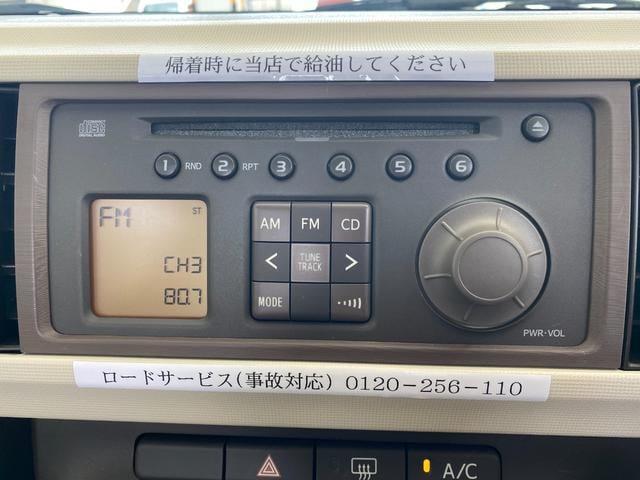 帰着時に当店で給油してください
COMPACT
disc
DIGITAL AUDIO
1 RND 2 RPT 3 4 5 6
FM ST
CH3
80.7
AM FM CD
< TUNE TRACK >
MODE
PWR・VOL
ロードサービス(事故対応) 0120-256-110
A/C